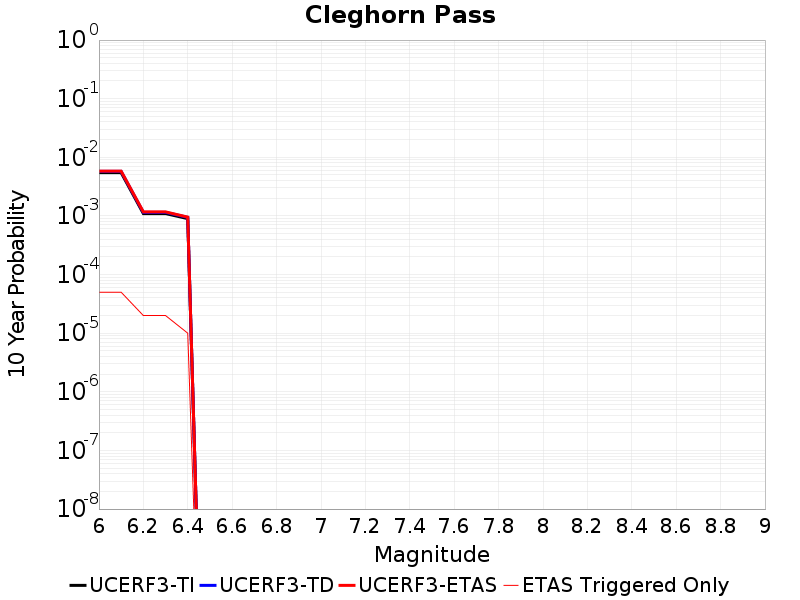 Cleghorn Pass
10^0
10^-1
10^-2
10^-3
10^-4
10^-5
10^-6
10^-7
10^-8
10 Year Probability
6 6.2 6.4 6.6 6.8 7 7.2 7.4 7.6 7.8 8 8.2 8.4 8.6 8.8 9
Magnitude
UCERF3-TI UCERF3-TD UCERF3-ETAS ETAS Triggered Only